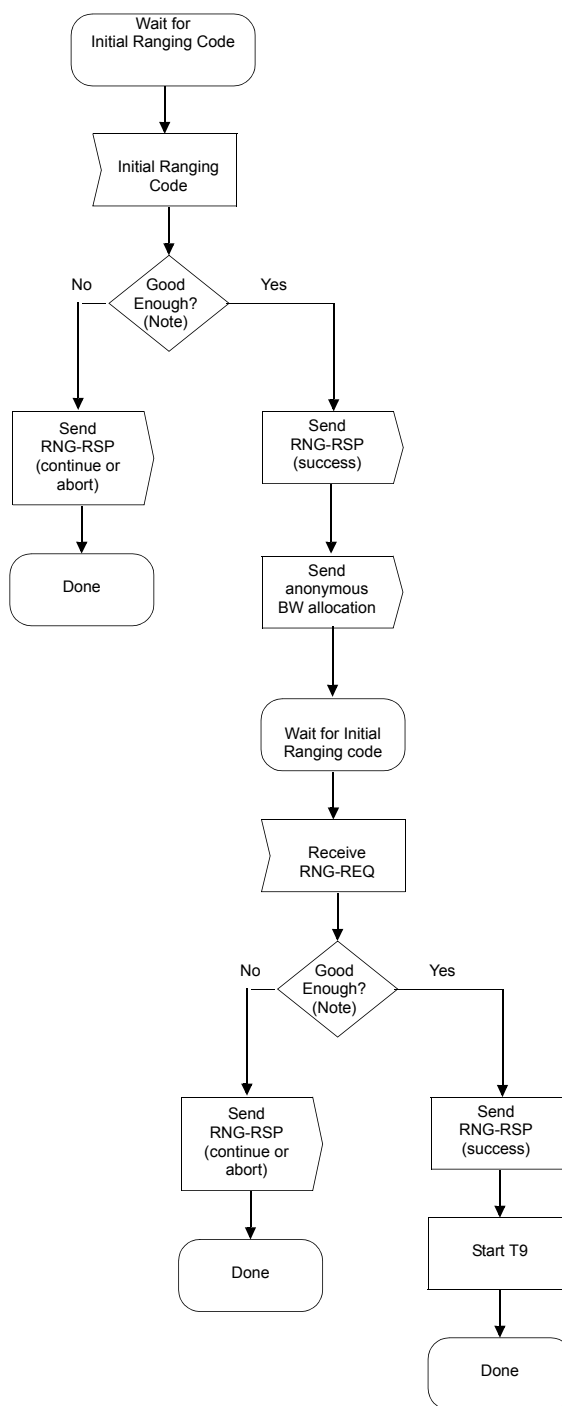 Wait for
Initial Ranging Code
Initial Ranging
Code
No
Good
Enough?
(Note)
Yes
Send
RNG-RSP
(continue or
abort)
Send
RNG-RSP
(success)
Done
Send
anonymous
BW allocation
Wait for Initial
Ranging code
Receive
RNG-REQ
No
Good
Enough?
(Note)
Yes
Send
RNG-RSP
(continue or
abort)
Send
RNG-RSP
(success)
Done
Start T9
Done